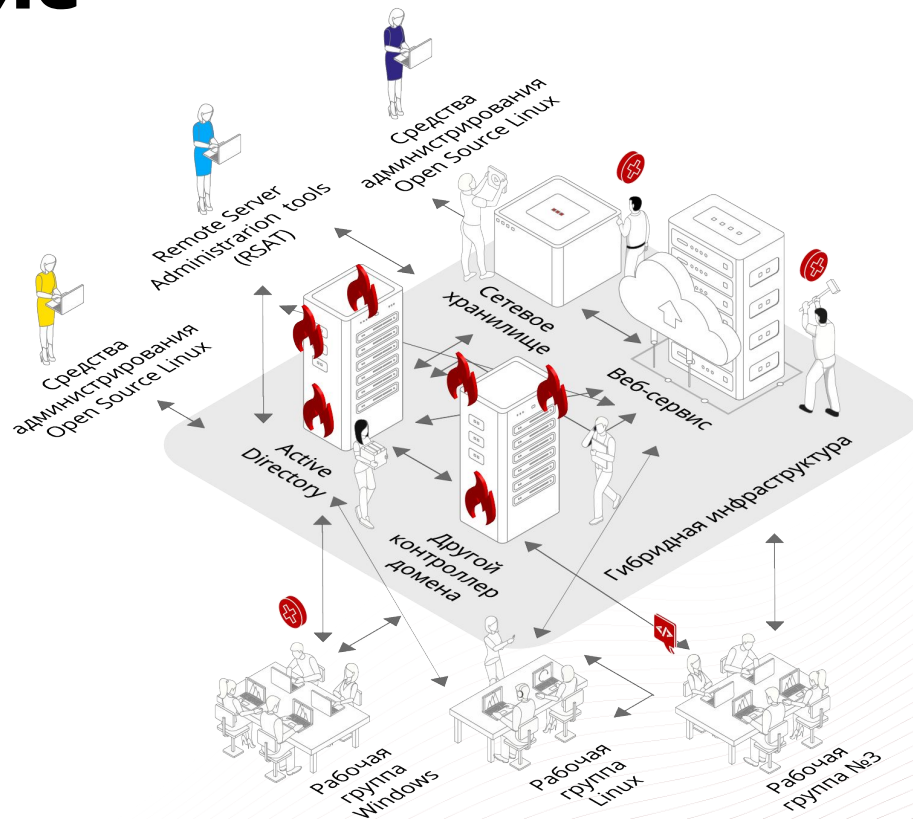 Средства
администрирования
Open Source Linux
Remote Server
Administrarion tools
(RSAT)
Средства
администрирования
Open Source Linux
Сетевое
хранилище
Веб-сервис
Active
Directory
Другой
контроллер
домена
Гибридная инфраструктура
</>
Рабочая
группа
Windows
Рабочая
группа
Linux
Рабочая
группа №3